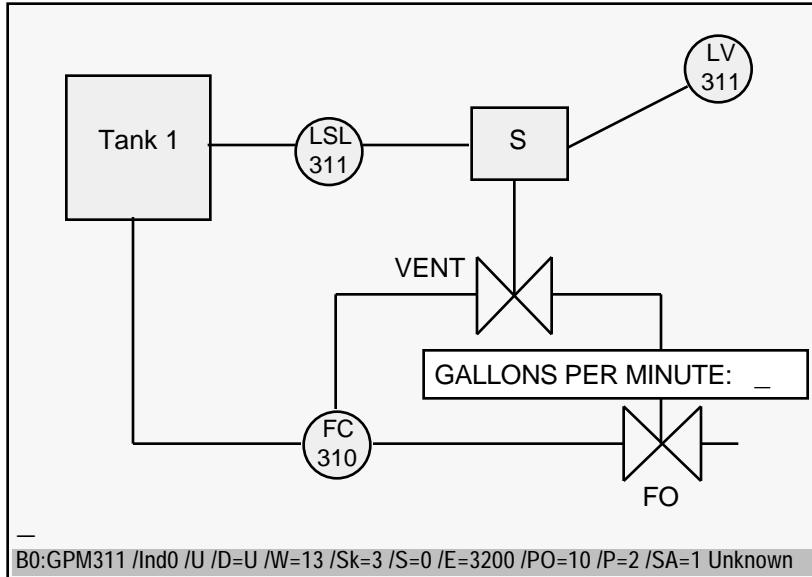 LV
311
Tank 1
LSL
311
S
VENT
GALLONS PER MINUTE: _
FC
310
FO
_
B0:GPM311 /Ind0 /U /D=U /W=13 /Sk=3 /S=0 /E=3200 /PO=10 /P=2 /SA=1 Unknown